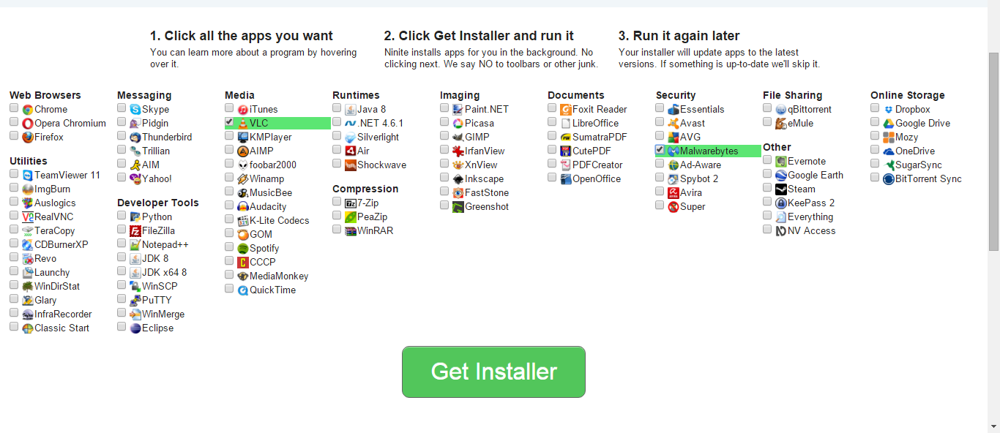 1. Click all the apps you want
You can learn more about a program by hovering
over it.
2. Click Get Installer and run it
Ninite installs apps for you in the background. No
clicking next. We say NO to toolbars or other junk.
3. Run it again later
Your installer will update apps to the latest
versions. If something is up-to-date we'll skip it.
Web Browsers
Chrome
Opera Chromium
Firefox
Utilities
TeamViewer 11
ImgBurn
Auslogics
RealVNC
TeraCopy
CDBurnerXP
Revo
Launchy
WinDirStat
Glary
InfraRecorder
Classic Start
Messaging
Skype
Pidgin
Thunderbird
Trillian
AIM
Yahoo!
Developer Tools
Python
FileZilla
Notepad++
JDK 8
JDK x64 8
WinSCP
PuTTY
WinMerge
Eclipse
Media
iTunes
VLC
KMPlayer
AIMP
foobar2000
Winamp
MusicBee
Audacity
K-Lite Codecs
GOM
Spotify
CCCP
MediaMonkey
QuickTime
Runtimes
Java 8
.NET 4.6.1
Silverlight
Air
Shockwave
Compression
7-Zip
PeaZip
WinRAR
Imaging
Paint.NET
Picasa
GIMP
IrfanView
XnView
Inkscape
FastStone
Greenshot
Documents
Foxit Reader
LibreOffice
SumatraPDF
CutePDF
PDFCreator
OpenOffice
Security
Essentials
Avast
AVG
Malwarebytes
Ad-Aware
Spybot 2
Avira
Super
File Sharing
qBittorrent
eMule
Other
Evernote
Google Earth
Steam
KeePass 2
Everything
NV Access
Online Storage
Dropbox
Google Drive
Mozy
OneDrive
SugarSync
BitTorrent Sync
Get Installer